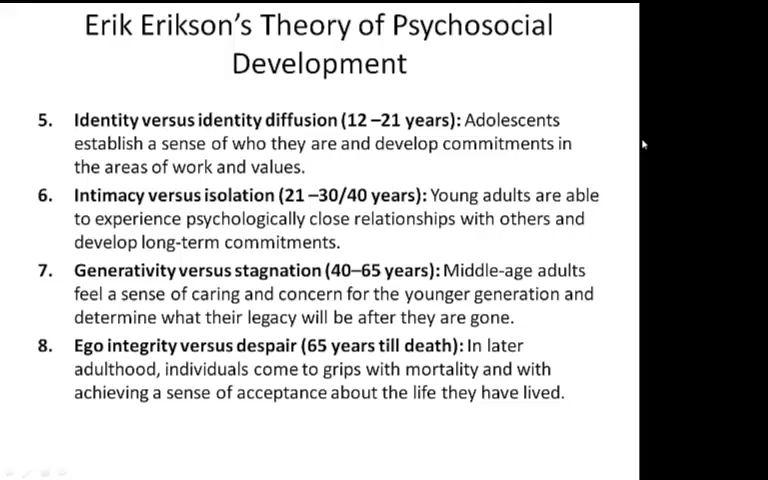 Erik Erikson's Theory of Psychosocial
Development
5. Identity versus identity diffusion (12 –21 years): Adolescents
establish a sense of who they are and develop commitments in
the areas of work and values.
6. Intimacy versus isolation (21 –30/40 years): Young adults are able
to experience psychologically close relationships with others and
develop long-term commitments.
7. Generativity versus stagnation (40–65 years): Middle-age adults
feel a sense of caring and concern for the younger generation and
determine what their legacy will be after they are gone.
8. Ego integrity versus despair (65 years till death): In later
adulthood, individuals come to grips with mortality and with
achieving a sense of acceptance about the life they have lived.